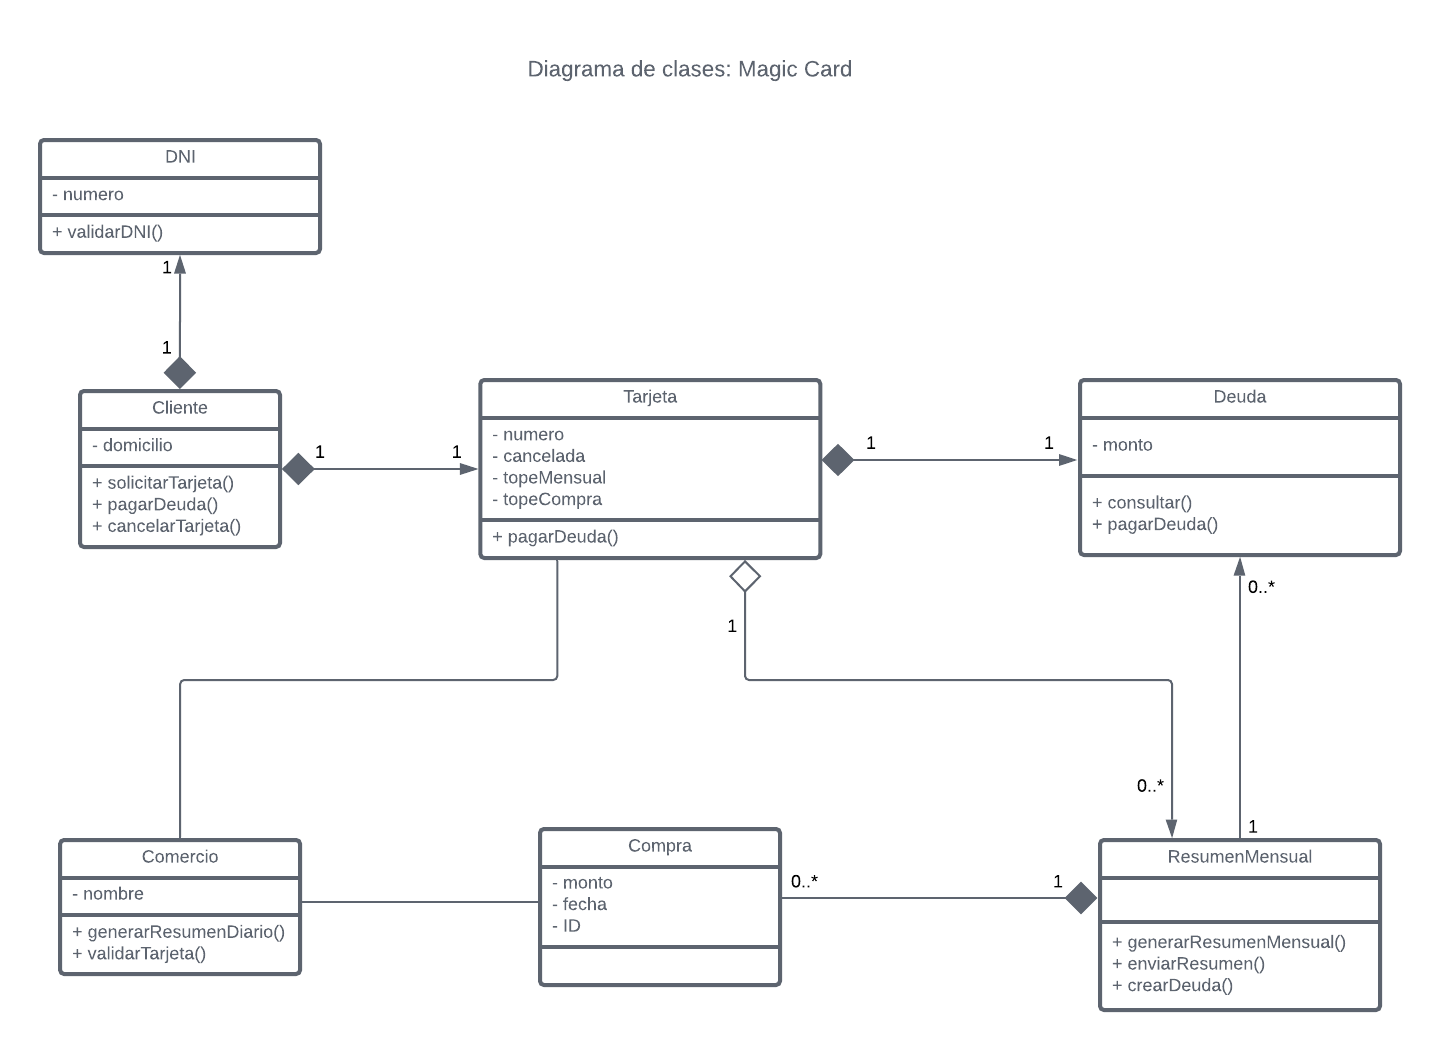 Diagrama de clases: Magic Card
DNI
- numero
+ validarDNI()
1
1
Cliente
- domicilio
+ solicitarTarjeta()
+ pagarDeuda()
+ cancelarTarjeta()
1
1
Tarjeta
- numero
- cancelada
- topeMensual
- topeCompra
+ pagarDeuda()
1
1
Deuda
- monto
+ consultar()
+ pagarDeuda()
0..*
1
1
0..*
Comercio
- nombre
+ generarResumenDiario()
+ validarTarjeta()
Compra
- monto
- fecha
- ID
0..*
1
ResumenMensual
+ generarResumenMensual()
+ enviarResumen()
+ crearDeuda()